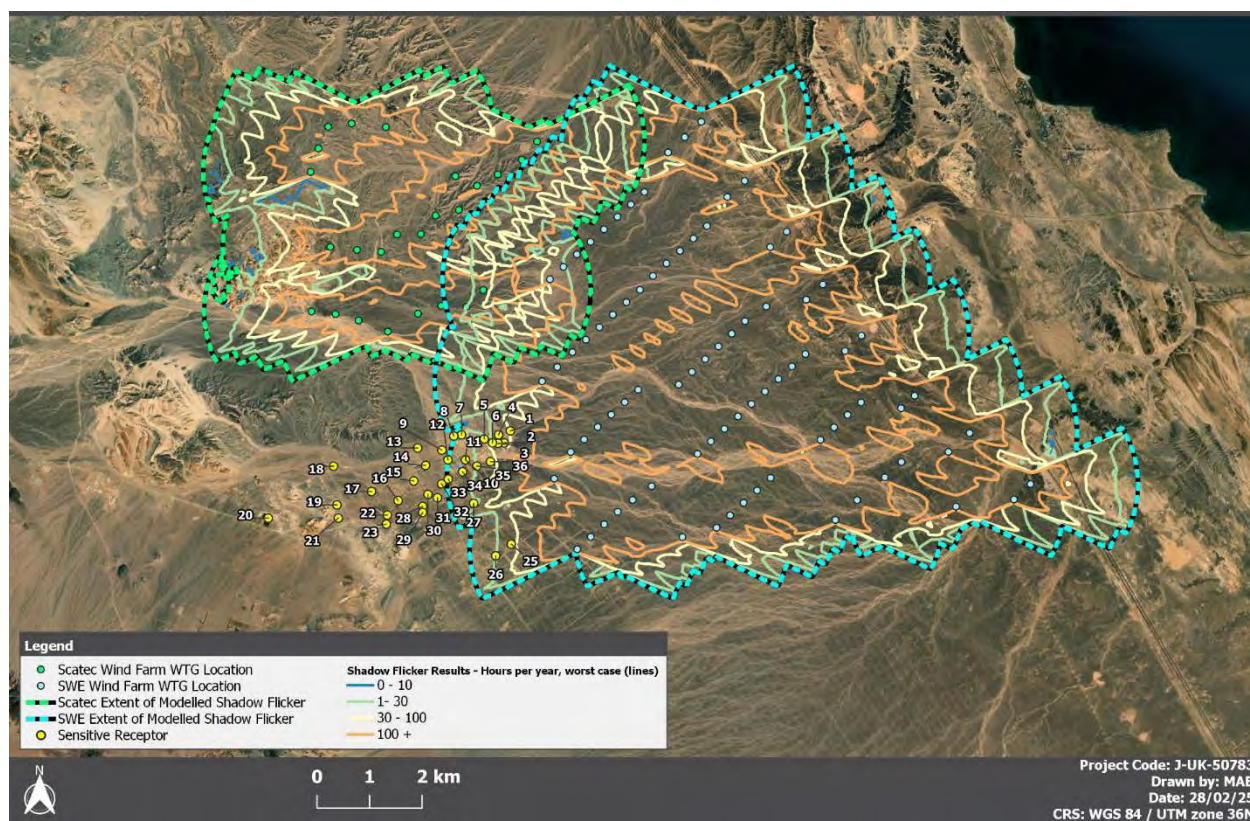 8
7
5
4
9
12
6
1
11
2
13
3
14
36
18
15
35
16
10
34
17
33
19
20
22
28
31
32
27
21
23
30
29
25
26
Legend
Scatec Wind Farm WTG Location
SWE Wind Farm WTG Location
Scatec Extent of Modelled Shadow Flicker
SWE Extent of Modelled Shadow Flicker
Sensitive Receptor
Shadow Flicker Results - Hours per year, worst case (lines)
0 - 10
1- 30
30 - 100
100 +
N
0 1 2 km
Project Code: J-UK-50783
Drawn by: MAB
Date: 28/02/25
CRS: WGS 84 / UTM zone 36N